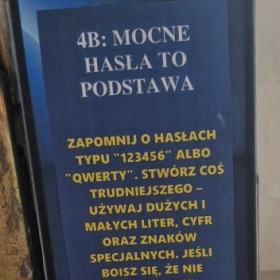 4B: MOCNE
HASŁA TO
PODSTAWA
ZAPOMNIJ O HASŁACH
TYPU "123456" ALBO
"QWERTY". STWÓRZ COŚ
TRUDNIEJSZEGO –
UŻYWAJ DUŻYCH I
MAŁYCH LITER, CYFR
ORAZ ZNAKÓW
SPECJALNYCH. JEŚLI
BOISZ SIĘ, ŻE NIE